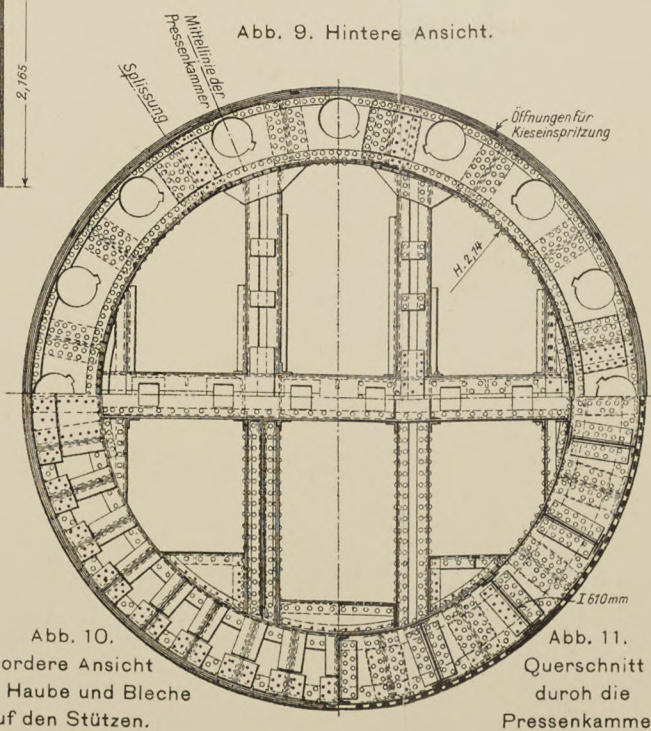 Abb. 9. Hintere Ansicht.
2,165
Splissung
Mittellinie der
Pressenkammer
Öffnungen für
Kieseinspritzung
H. 2,14
I 610mm
Abb. 10.
ordere Ansicht
Haube und Bleche
uf den Stützen.
Abb. 11.
Querschnitt
duroh die
Pressenkamme